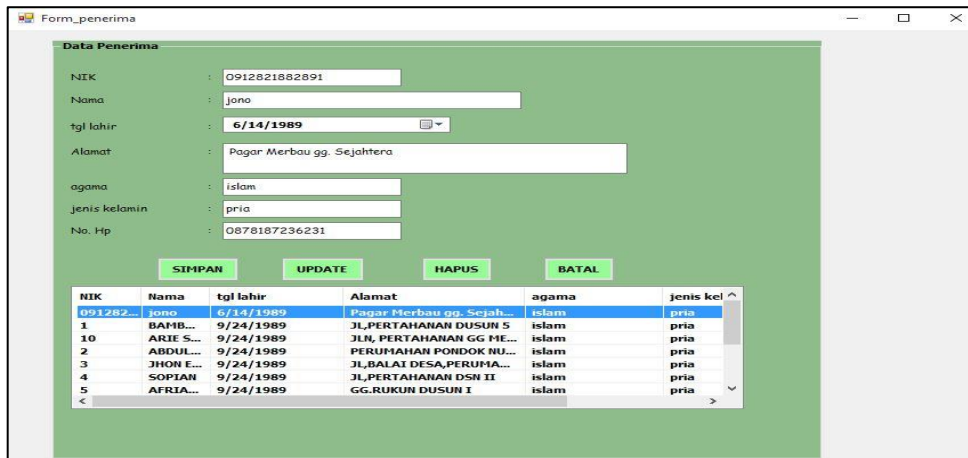 Form_penerima
Data Penerima
NIK : 0912821882891
Nama : jono
tgl lahir : 6/14/1989
Alamat : Pagar Merbau gg. Sejahtera
agama : islam
jenis kelamin : pria
No. Hp : 0878187236231
SIMPAN UPDATE HAPUS BATAL
NIK Nama tgl lahir Alamat agama jenis kel
091282... jono 6/14/1989 Pagar Merbau gg. Sejah... islam pria
1 BAMB... 9/24/1989 JL,PERTAHANAN DUSUN 5 islam pria
10 ARIE S... 9/24/1989 JLN, PERTAHANAN GG ME... islam pria
2 ABDUL... 9/24/1989 PERUMAHAN PONDOK NU... islam pria
3 JHON E... 9/24/1989 JL,BALAI DESA,PERUMA... islam pria
4 SOPIAN 9/24/1989 JL,PERTAHANAN DSN II islam pria
5 AFRIA... 9/24/1989 GG.RUKUN DUSUN I islam pria